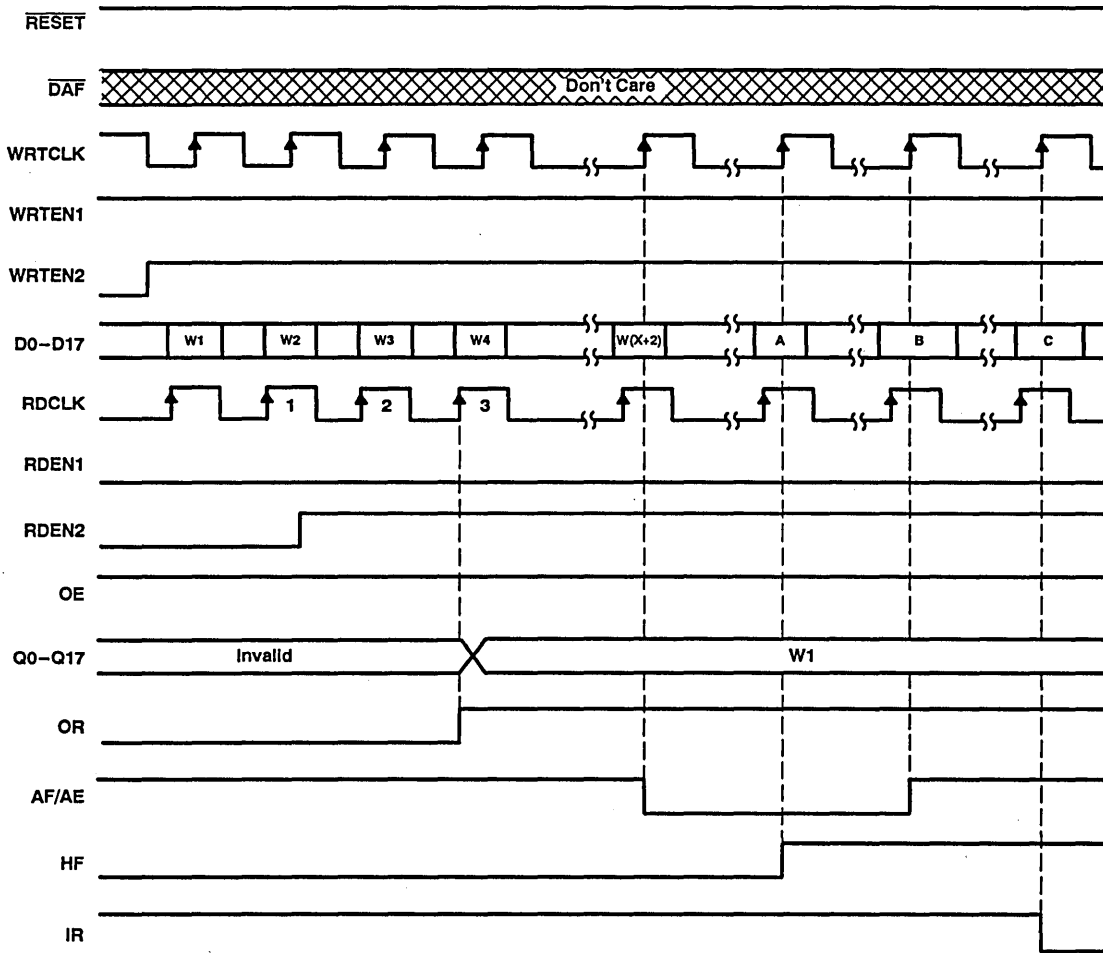 RESET
DAF
Don't Care
WRTCLK
WRTEN1
WRTEN2
D0–D17 W1 W2 W3 W4 W(X+2) A B C
RDCLK 1 2 3
RDEN1
RDEN2
OE
Q0–Q17 Invalid W1
OR
AF/AE
HF
IR